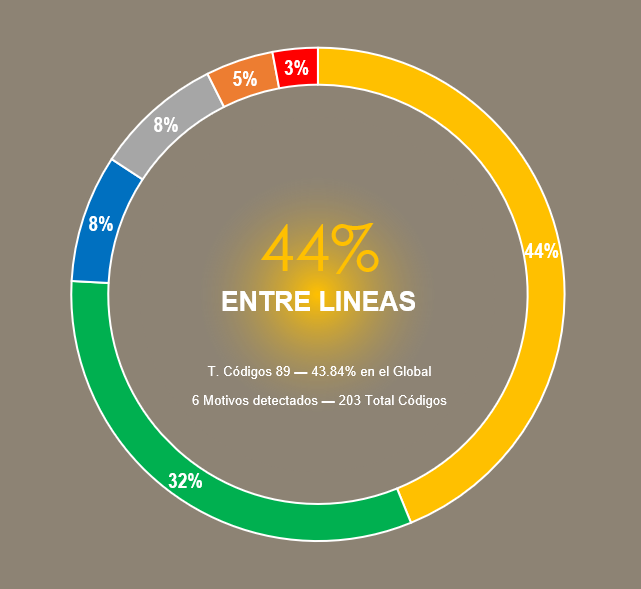 3%
5%
8%
8%
44%
44%
ENTRE LINEAS
T. Códigos 89 — 43.84% en el Global
6 Motivos detectados — 203 Total Códigos
32%